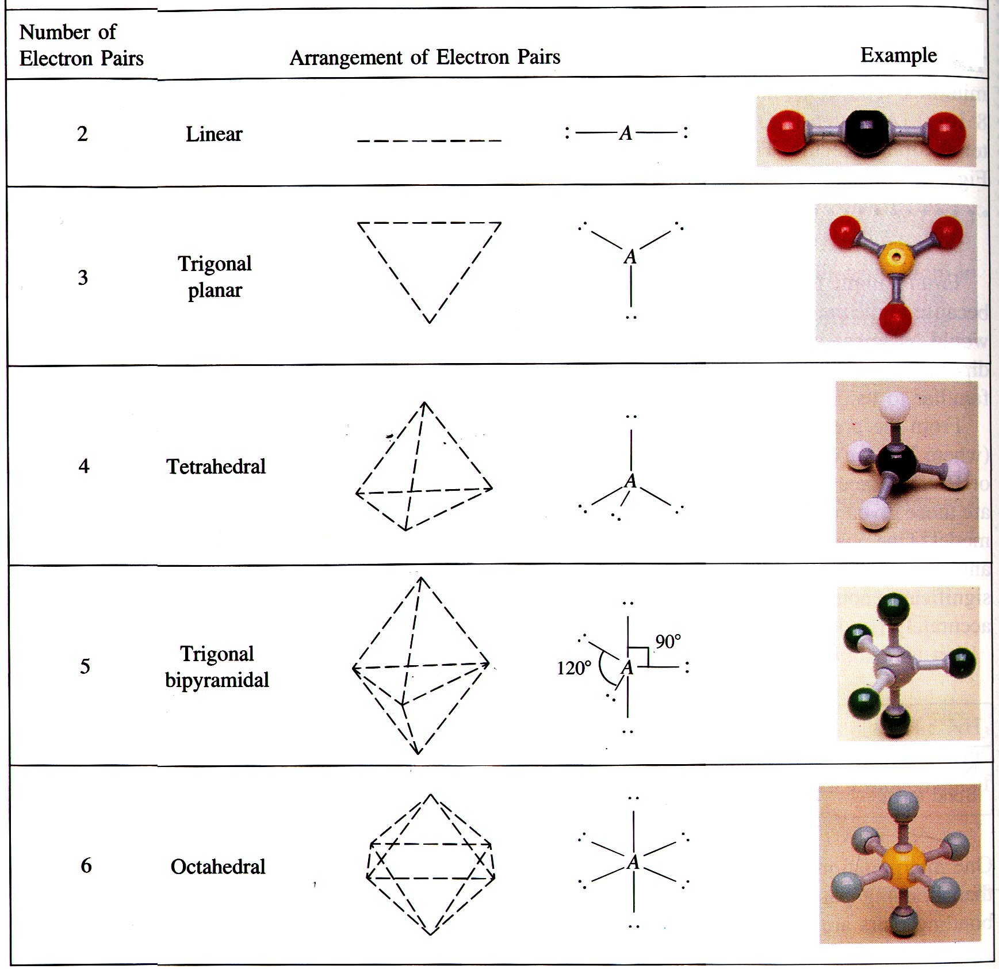 Number of
Electron Pairs
Arrangement of Electron Pairs
Example
2
Linear
: A :
3
Trigonal
planar
A
4
Tetrahedral
A
5
Trigonal
bipyramidal
90°
120°
A :
6
Octahedral
A